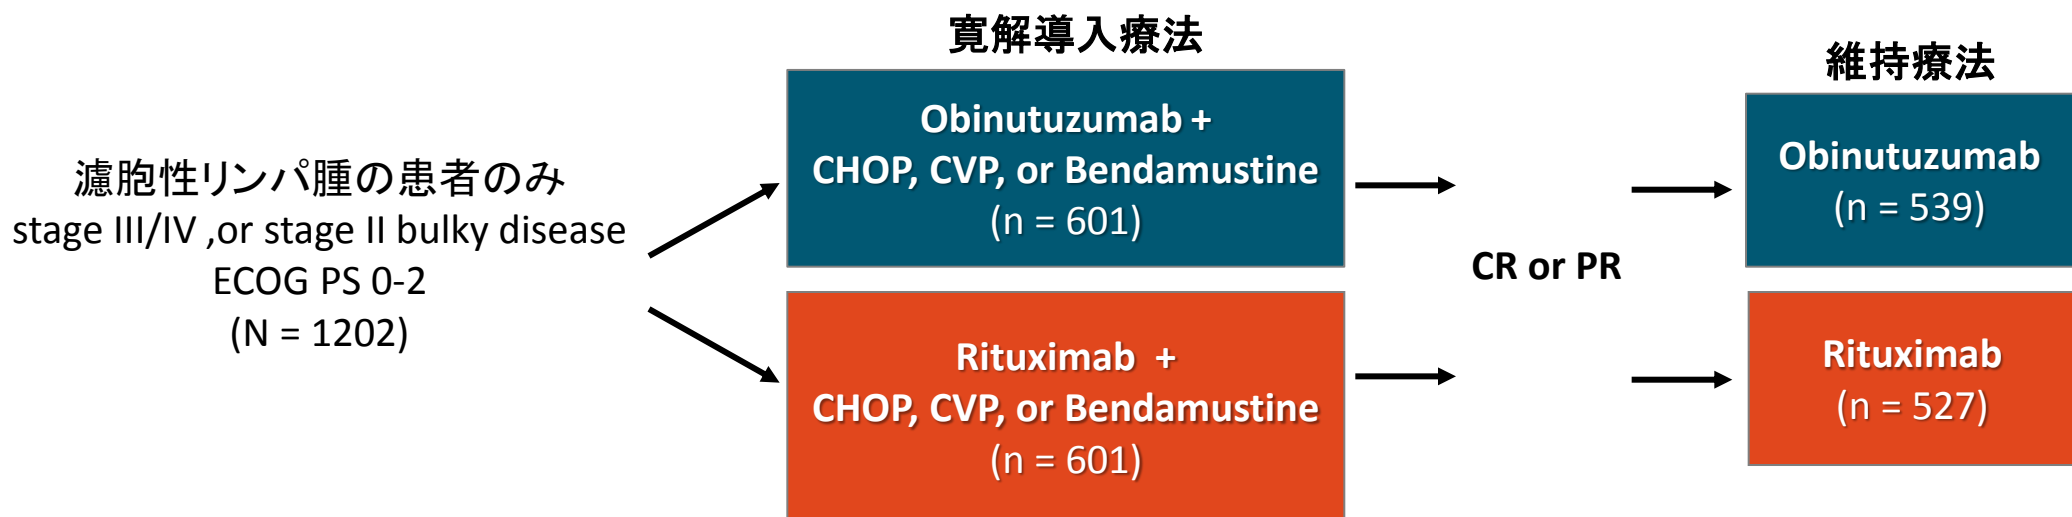 寛解導入療法
維持療法
濾胞性リンパ腫の患者のみ
stage III/IV ,or stage II bulky disease
ECOG PS 0-2
(N = 1202)
Obinutuzumab +
CHOP, CVP, or Bendamustine
(n = 601)
Rituximab +
CHOP, CVP, or Bendamustine
(n = 601)
CR or PR
Obinutuzumab
(n = 539)
Rituximab
(n = 527)